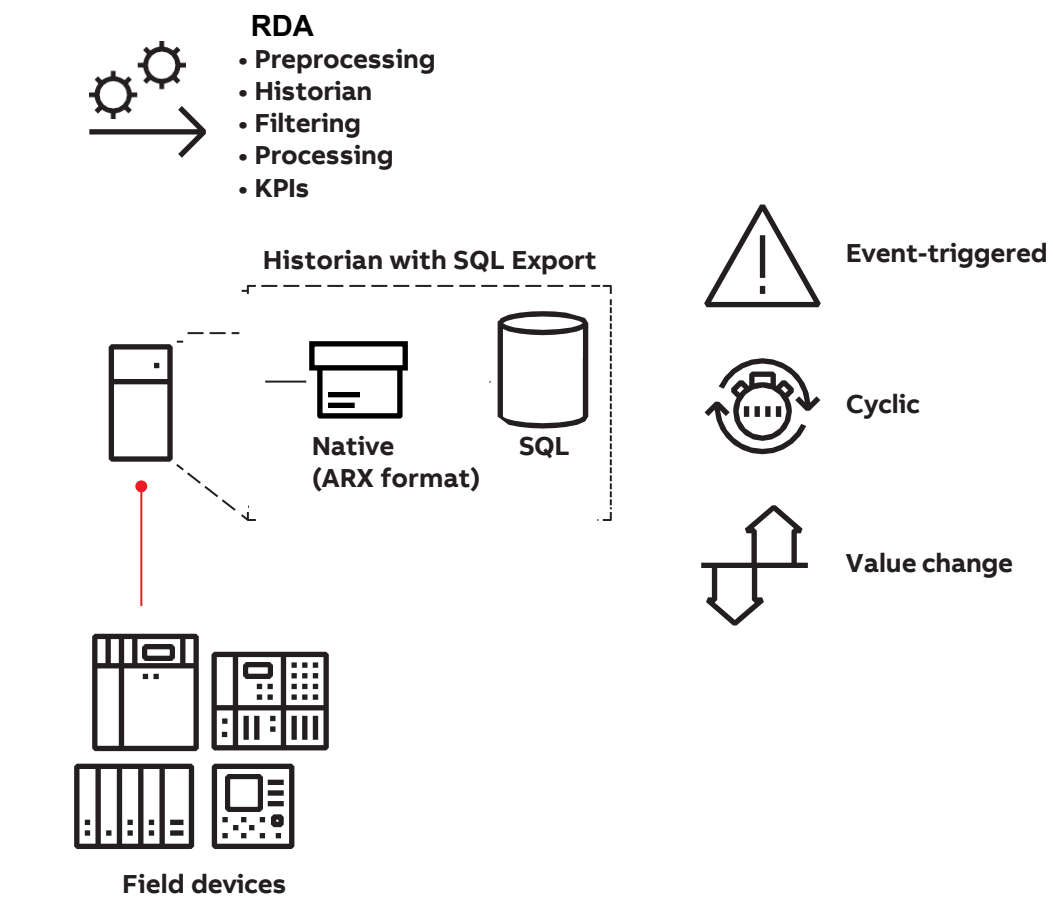 RDA
• Preprocessing
• Historian
• Filtering
• Processing
• KPIs
Historian with SQL Export
Native
(ARX format)
SQL
Event-triggered
Cyclic
Value change
Field devices